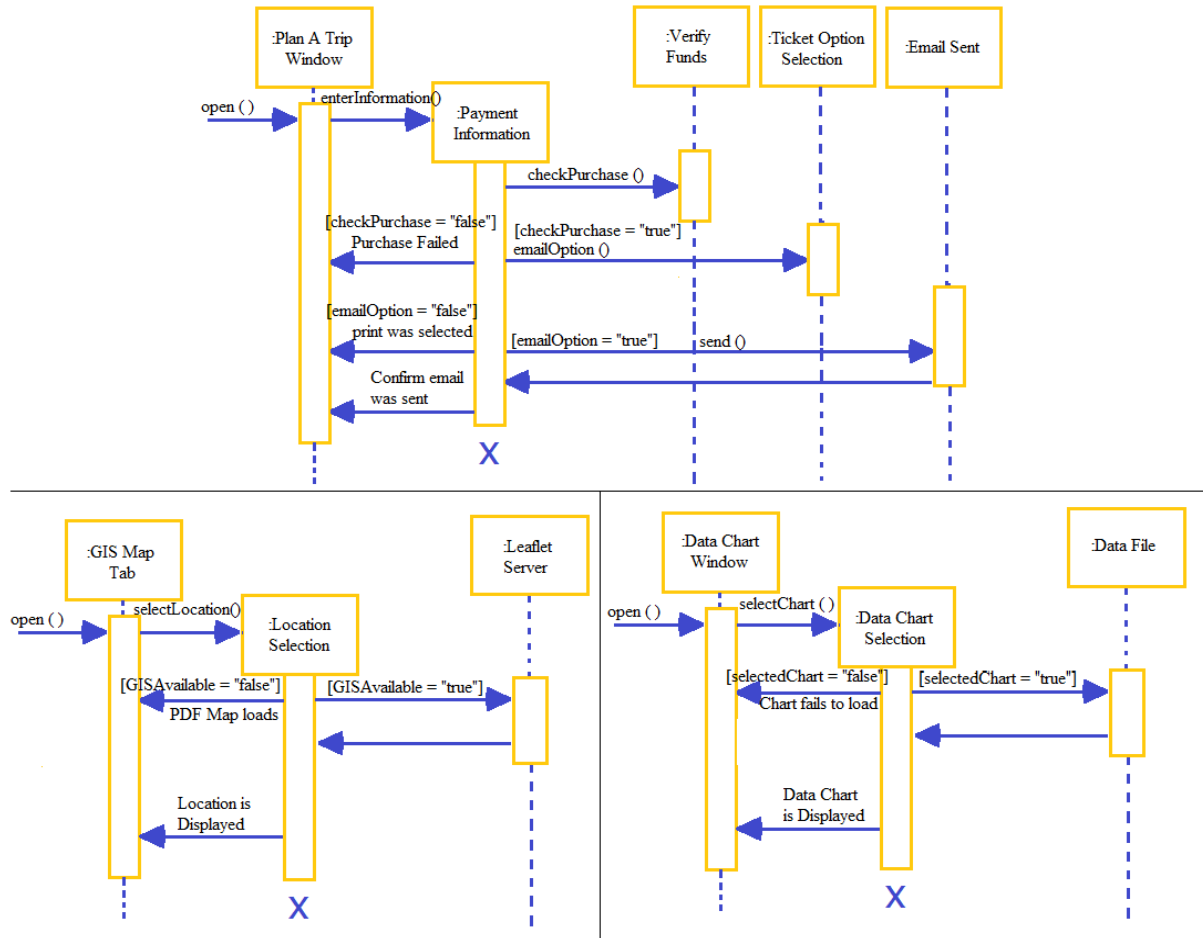 :Plan A Trip
Window
:Verify
Funds
:Ticket Option
Selection
:Email Sent
open ( )
enterInformation()
:Payment
Information
checkPurchase ()
[checkPurchase = "false"]
Purchase Failed
[checkPurchase = "true"]
emailOption ()
[emailOption = "false"]
print was selected
[emailOption = "true"]
send ()
Confirm email
was sent
X
:GIS Map
Tab
:Leaflet
Server
open ( )
selectLocation()
:Location
Selection
[GISAvailable = "false"]
PDF Map loads
[GISAvailable = "true"]
Location is
Displayed
X
:Data Chart
Window
:Data File
open ( )
selectChart ( )
:Data Chart
Selection
[selectedChart = "false"]
Chart fails to load
[selectedChart = "true"]
Data Chart
is Displayed
X